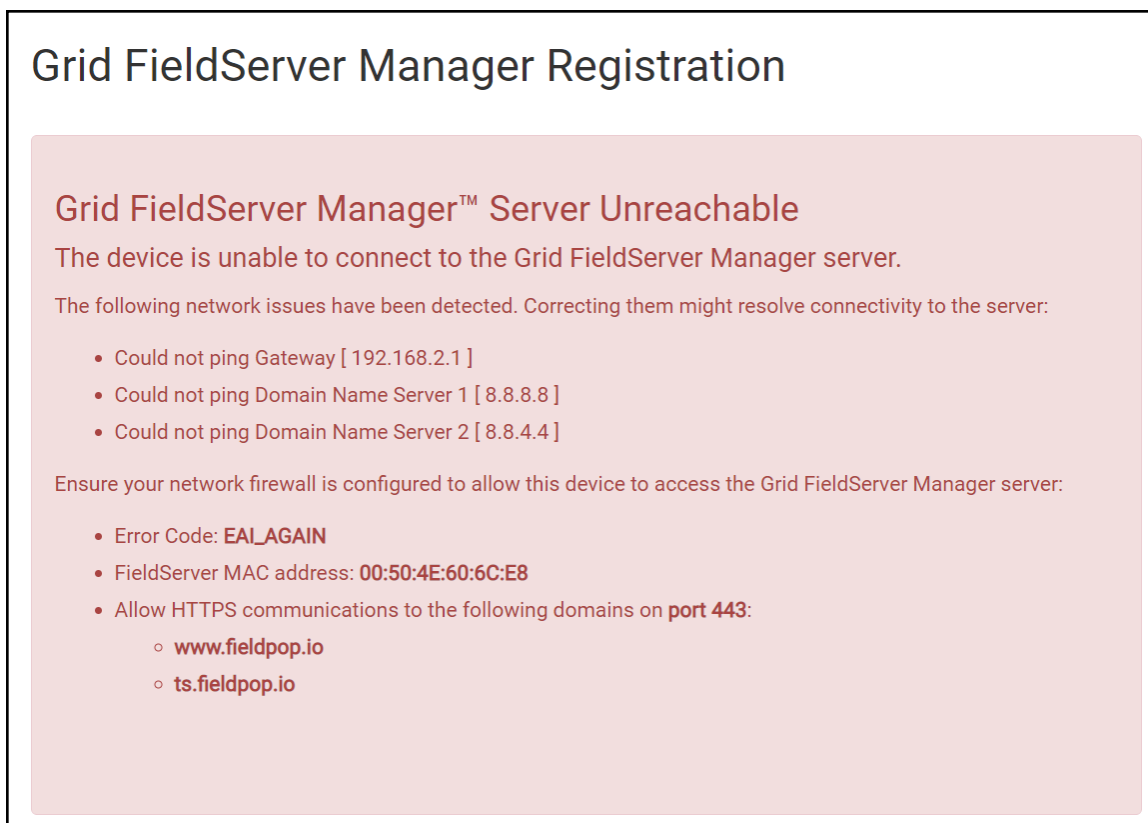 Grid FieldServer Manager Registration
Grid FieldServer Manager™ Server Unreachable
The device is unable to connect to the Grid FieldServer Manager server.
The following network issues have been detected. Correcting them might resolve connectivity to the server:
• Could not ping Gateway [ 192.168.2.1 ]
• Could not ping Domain Name Server 1 [ 8.8.8.8 ]
• Could not ping Domain Name Server 2 [ 8.8.4.4 ]
Ensure your network firewall is configured to allow this device to access the Grid FieldServer Manager server:
• Error Code: EAI_AGAIN
• FieldServer MAC address: 00:50:4E:60:6C:E8
• Allow HTTPS communications to the following domains on port 443:
◦ www.fieldpop.io
◦ ts.fieldpop.io